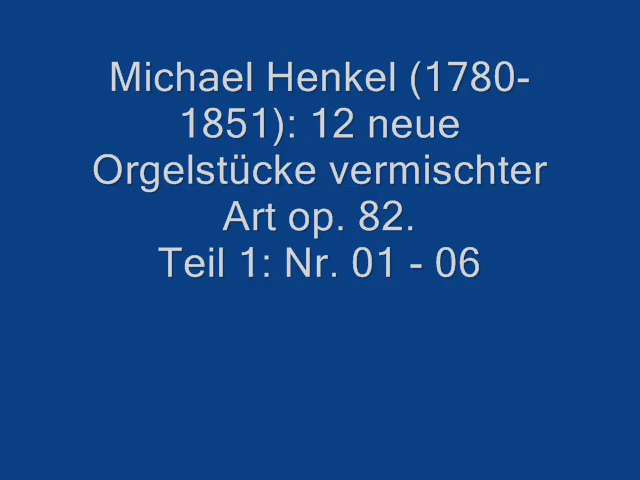 Michael Henkel (1780-
1851): 12 neue
Orgelstücke vermischter
Art op. 82.
Teil 1: Nr. 01 - 06